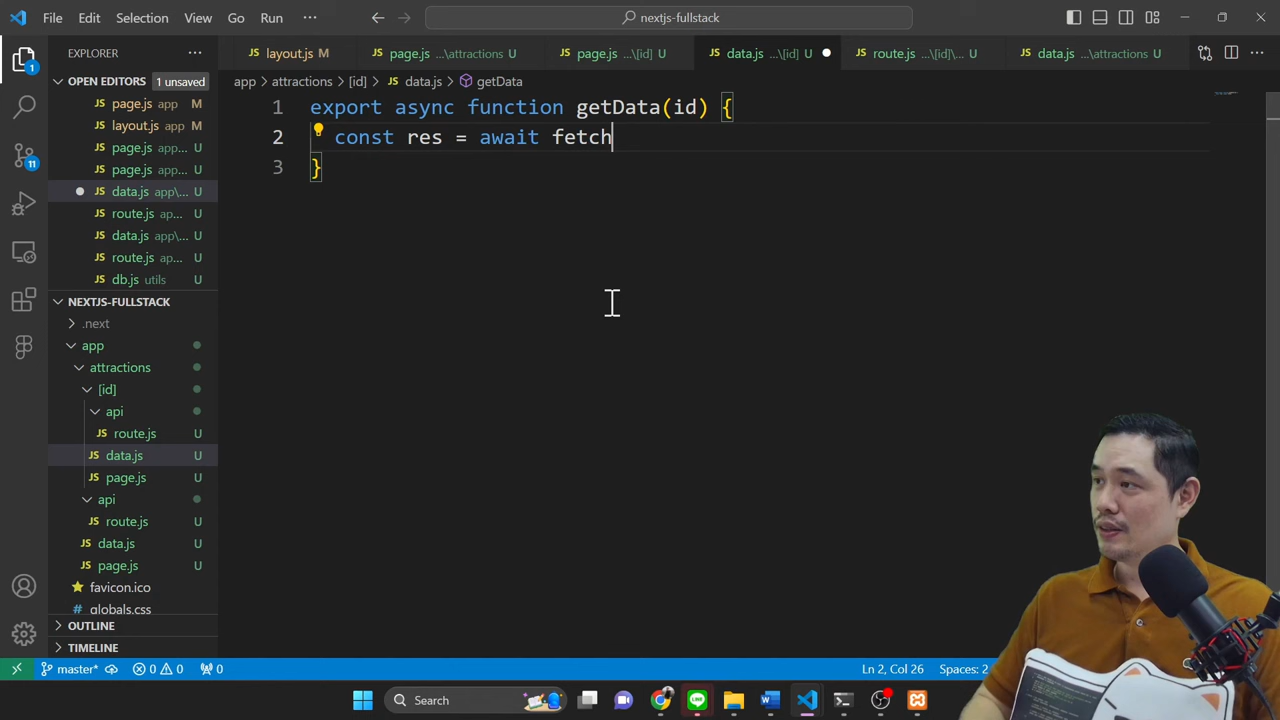 File Edit Selection View Go Run ··· nextjs-fullstack
EXPLORER ···
OPEN EDITORS 1 unsaved
JS page.js app M
JS layout.js app M
JS page.js app\... U
JS page.js app\... U
JS data.js app\... U
JS route.js ap... U
JS data.js app\... U
JS route.js ap... U
JS db.js utils U
NEXTJS-FULLSTACK
.next
app
attractions
[id]
api
JS route.js U
JS data.js U
JS page.js U
api
JS route.js U
JS data.js U
JS page.js U
favicon.ico
# globals.css
OUTLINE
TIMELINE
JS layout.js M JS page.js ...\attractions U JS page.js ...\[id] U JS data.js ...\[id] U JS route.js ...\[id]\... U JS data.js ...\attractions U ···
app > attractions > [id] > JS data.js > getData
1 export async function getData(id) {
2 const res = await fetch
3 }
1
11
master* 0 0 0 Ln 2, Col 26 Spaces: 2
Search